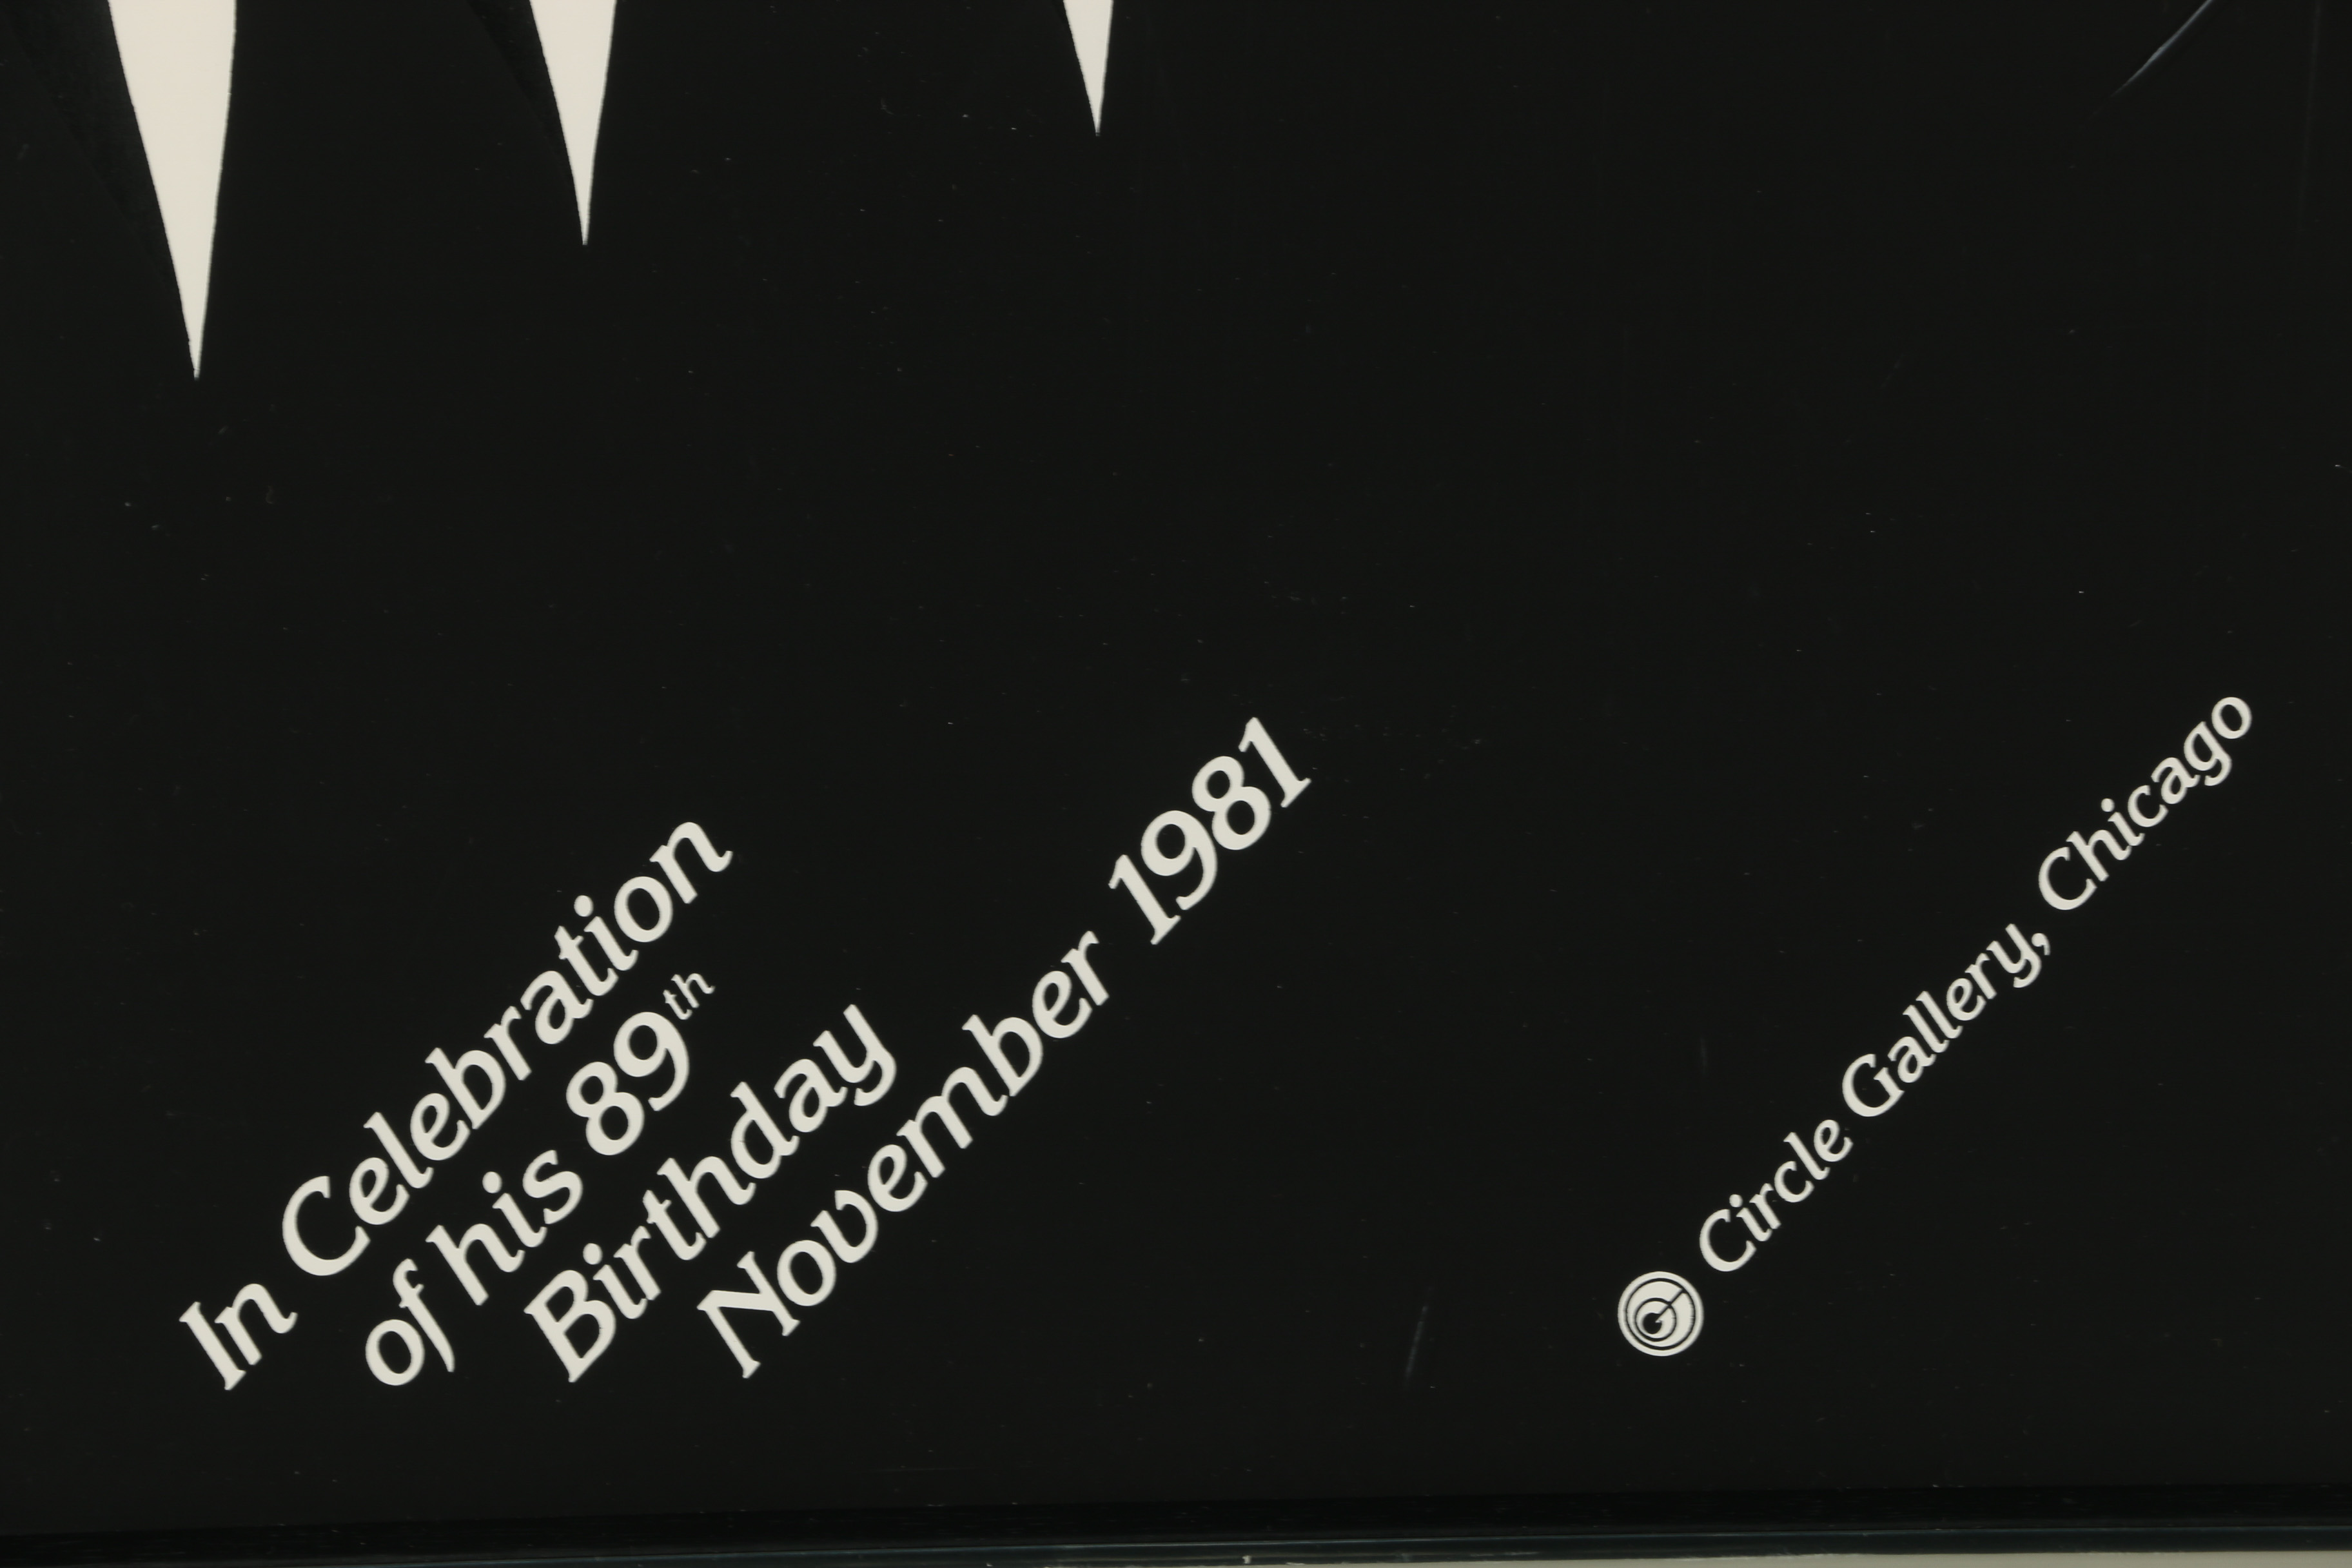 In Celebration
of his 89th
Birthday
November 1981
Circle Gallery, Chicago